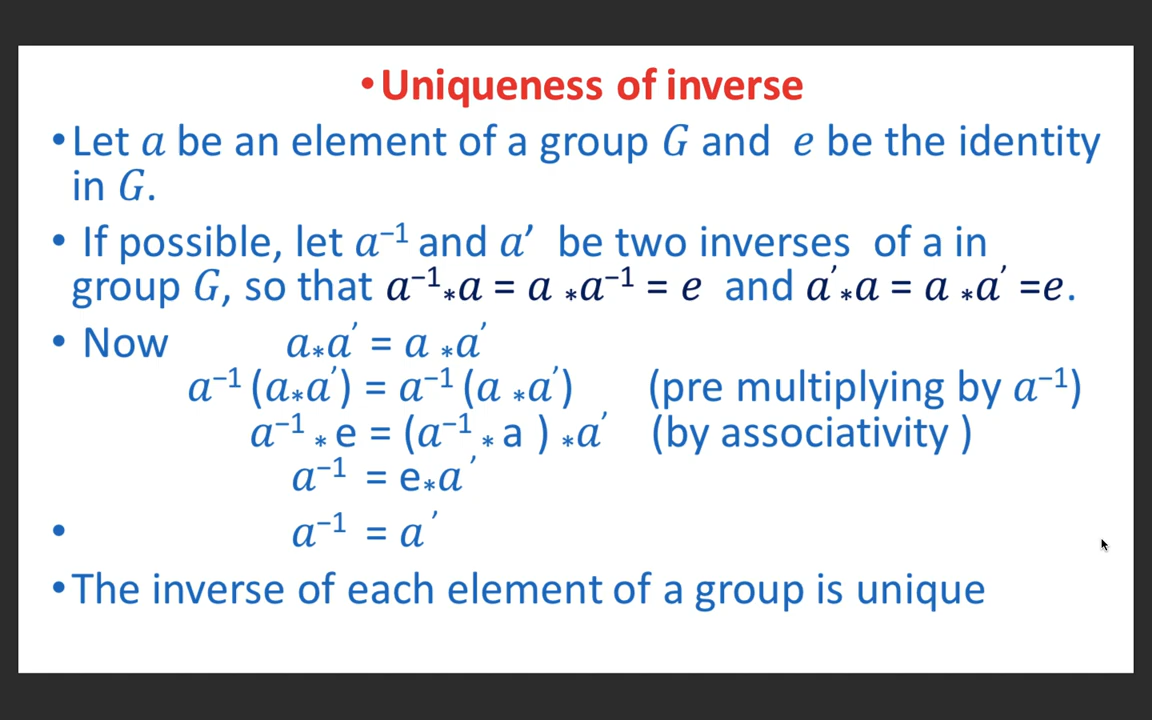 •Uniqueness of inverse
•Let a be an element of a group G and e be the identity
in G.
• If possible, let a⁻¹ and a′ be two inverses of a in
group G, so that a⁻¹*a = a *a⁻¹ = e and a′*a = a *a′ =e.
• Now a*a′ = a *a′
a⁻¹ (a*a′) = a⁻¹ (a *a′) (pre multiplying by a⁻¹)
a⁻¹ * e = (a⁻¹ * a ) *a′ (by associativity )
a⁻¹ = e*a′
• a⁻¹ = a′
•The inverse of each element of a group is unique